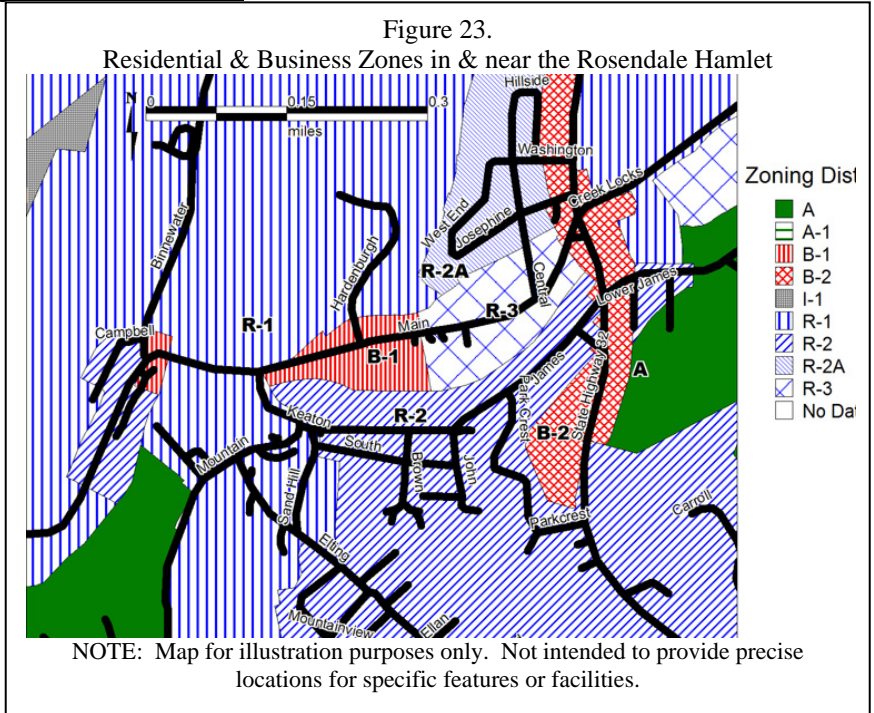 Figure 23.
Residential & Business Zones in & near the Rosendale Hamlet
N
0 0.15 0.3
miles
Hillside
Washington
Creek Locks
West End
Josephine
Binnewater
Hardenburgh
R-2A
Central
R-3
Lower James
Campbell
R-1
Main
B-1
James
State Highway 32
A
Park Crest
R-2
Keaton
B-2
South
Mountain
Brown
John
Sand Hill
Carroll
Parkcrest
Elting
Mountainview
Ellan
Zoning Dist
A
A-1
B-1
B-2
I-1
R-1
R-2
R-2A
R-3
No Dat
NOTE: Map for illustration purposes only. Not intended to provide precise
locations for specific features or facilities.